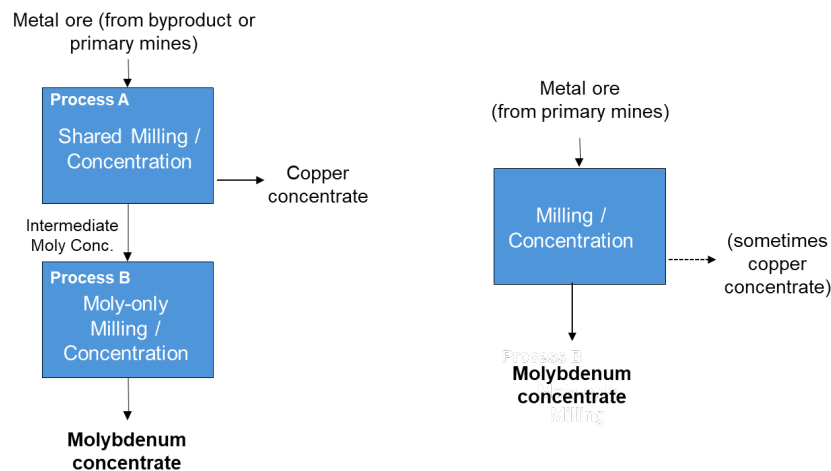 Metal ore (from byproduct or
primary mines)
Process A
Shared Milling /
Concentration
Copper
concentrate
Intermediate
Moly Conc.
Process B
Moly-only
Milling /
Concentration
Molybdenum
concentrate
Metal ore
(from primary mines)
Milling /
Concentration
(sometimes
copper
concentrate)
Process B
Molybdenum
concentrate
Milling